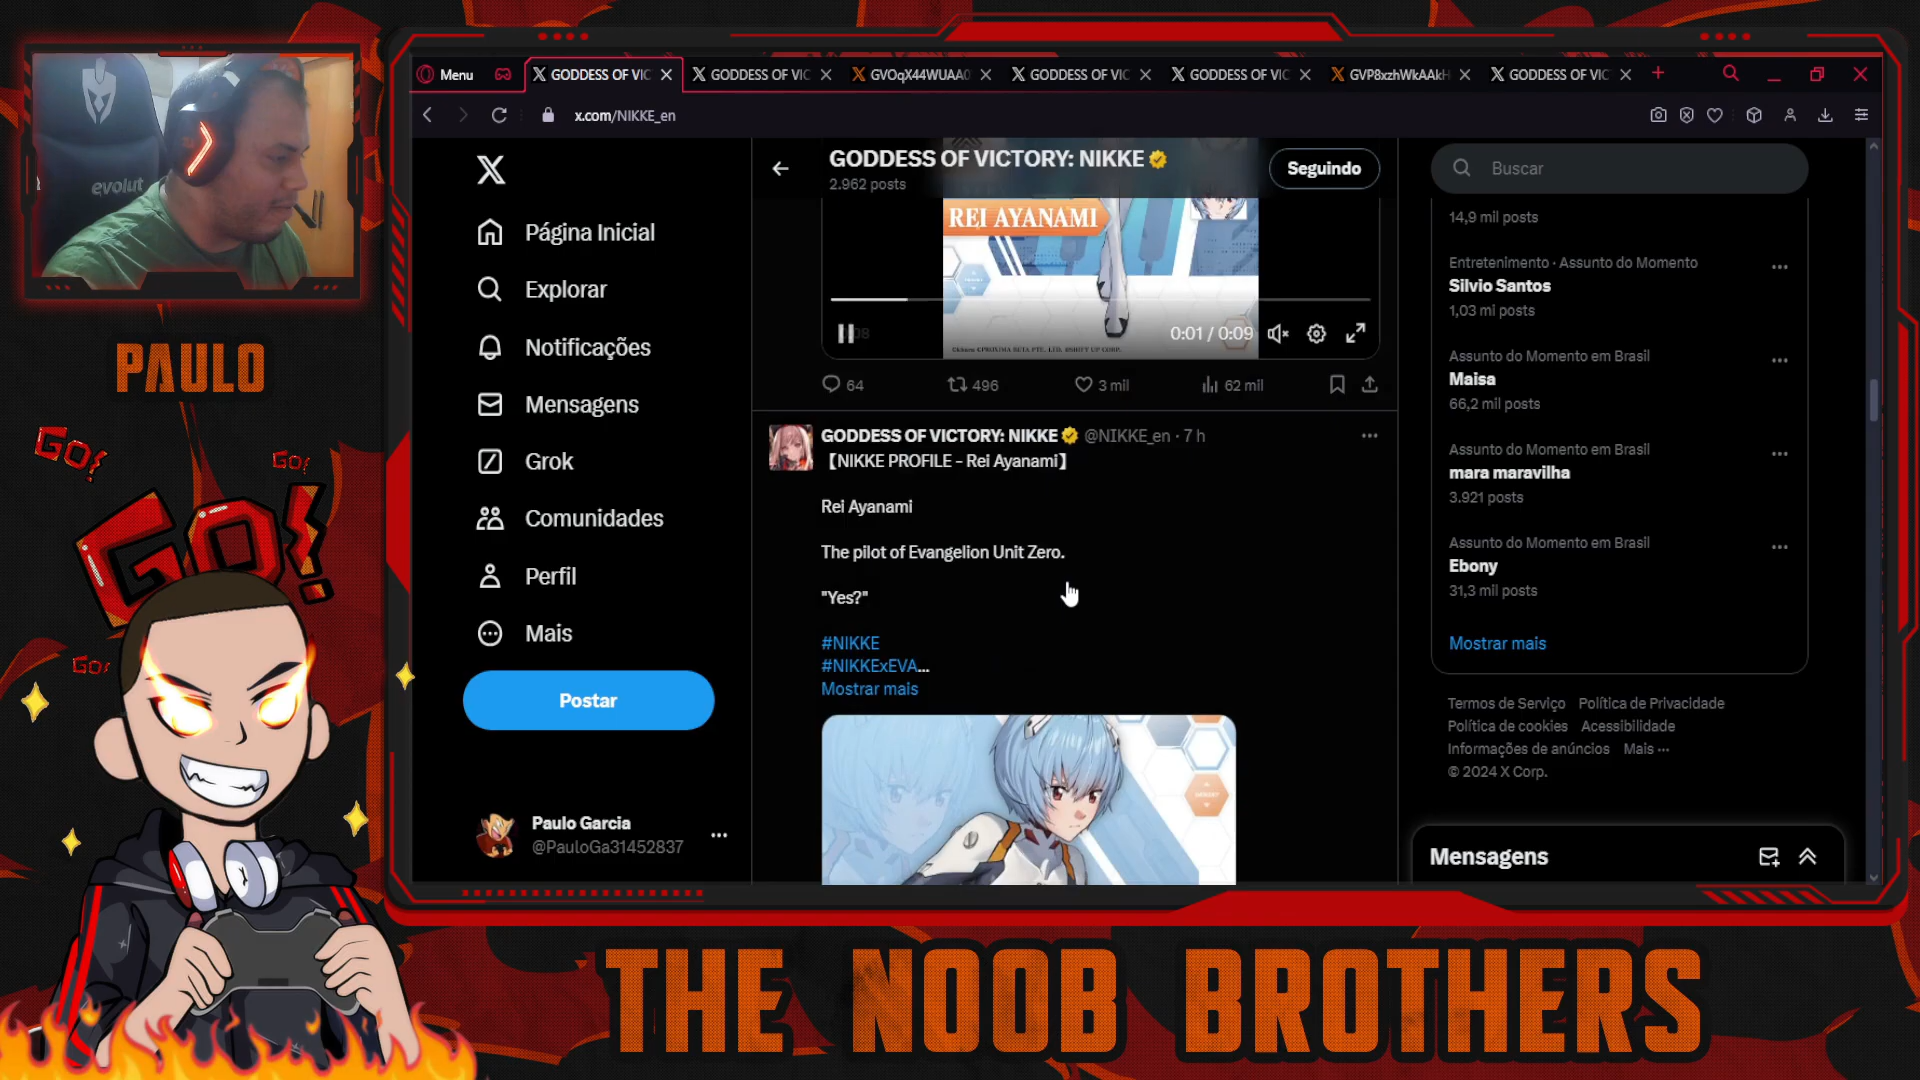 evolut
PAULO
GO!
GO!
GO!
GO!
Menu
GODDESS OF VIC
GODDESS OF VIC
GVOqX44WUAA0
GODDESS OF VIC
GODDESS OF VIC
GVP8xzhWkAAkH
GODDESS OF VIC
x.com/NIKKE_en
Página Inicial
Explorar
Notificações
Mensagens
Grok
Comunidades
Perfil
Mais
Postar
Paulo Garcia
@PauloGa31452837
GODDESS OF VICTORY: NIKKE
2.962 posts
Seguindo
REI AYANAMI
0:01 / 0:09
64
496
3 mil
62 mil
GODDESS OF VICTORY: NIKKE @NIKKE_en · 7 h
【NIKKE PROFILE - Rei Ayanami】
Rei Ayanami
The pilot of Evangelion Unit Zero.
"Yes?"
#NIKKE
#NIKKExEVA...
Mostrar mais
Buscar
14,9 mil posts
Entretenimento · Assunto do Momento
Silvio Santos
1,03 mi posts
Assunto do Momento em Brasil
Maisa
66,2 mil posts
Assunto do Momento em Brasil
mara maravilha
3.921 posts
Assunto do Momento em Brasil
Ebony
31,3 mil posts
Mostrar mais
Termos de Serviço Política de Privacidade
Política de cookies Acessibilidade
Informações de anúncios Mais ···
© 2024 X Corp.
Mensagens
THE NOOB BROTHERS